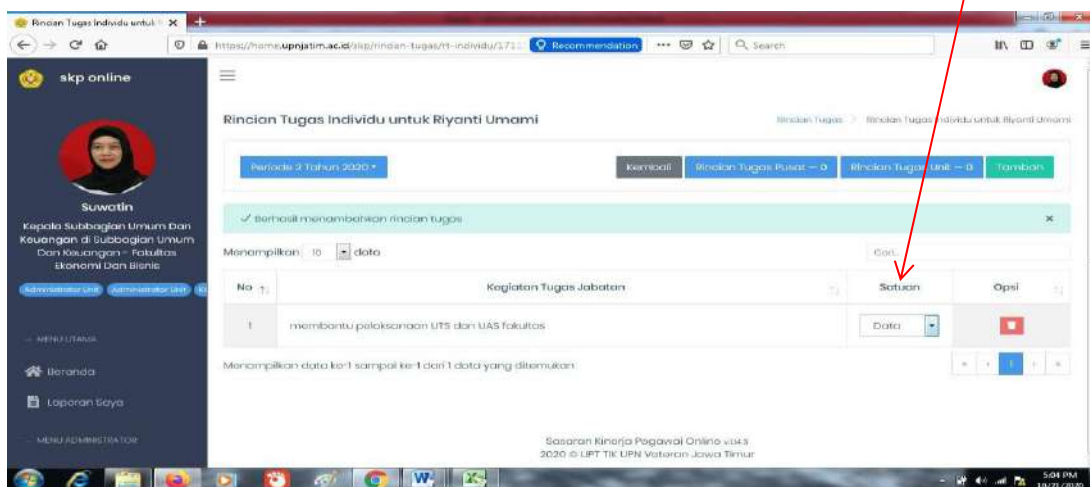 Rincian Tugas Individu untuk
https://home.upnjatim.ac.id/skp/rincian-tugas/rt-individu/171
Recommendation
Search
skp online
Rincian Tugas Individu untuk Riyanti Umami
Rincian Tugas
Rincian Tugas Individu untuk Riyanti Umami
Periode 2 Tahun 2020
Kembali
Rincian Tugas Pusat — 0
Rincian Tugas Unit — 0
Tambah
Suwatin
Kepala Subbagian Umum Dan
Keuangan di Subbagian Umum
Dan Keuangan - Fakultas
Ekonomi Dan Bisnis
Administrator Unit
Administrator Unit
✓ Berhasil menambahkan rincian tugas
×
Menampilkan 10 data
Cari...
No
Kegiatan Tugas Jabatan
Satuan
Opsi
1
membantu pelaksanaan UTS dan UAS fakultas
Data
Menampilkan data ke-1 sampai ke-1 dari 1 data yang ditemukan
1
— MENU UTAMA
Beranda
Laporan Saya
— MENU ADMINISTRATOR
Sasaran Kinerja Pegawai Online
2020 © UPT TIK UPN Veteran Jawa Timur
5:04 PM
10/21/2020